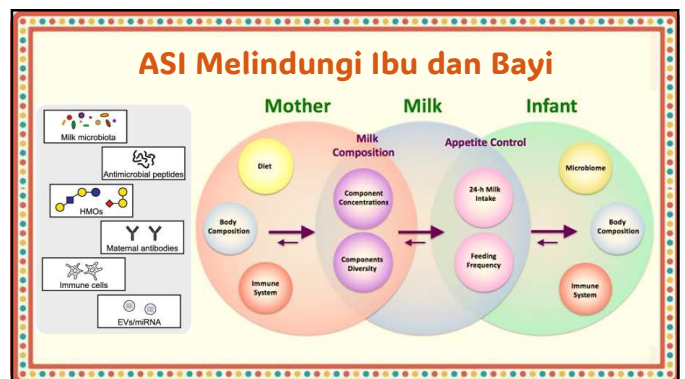 ASI Melindungi Ibu dan Bayi
Milk microbiota
Antimicrobial peptides
HMOs
Maternal antibodies
Immune cells
EVs/miRNA
Mother
Milk
Infant
Diet
Body
Composition
Immune
System
Milk
Composition
Component
Concentrations
Components
Diversity
Appetite Control
24-h Milk
Intake
Feeding
Frequency
Microbiome
Body
Composition
Immune
System